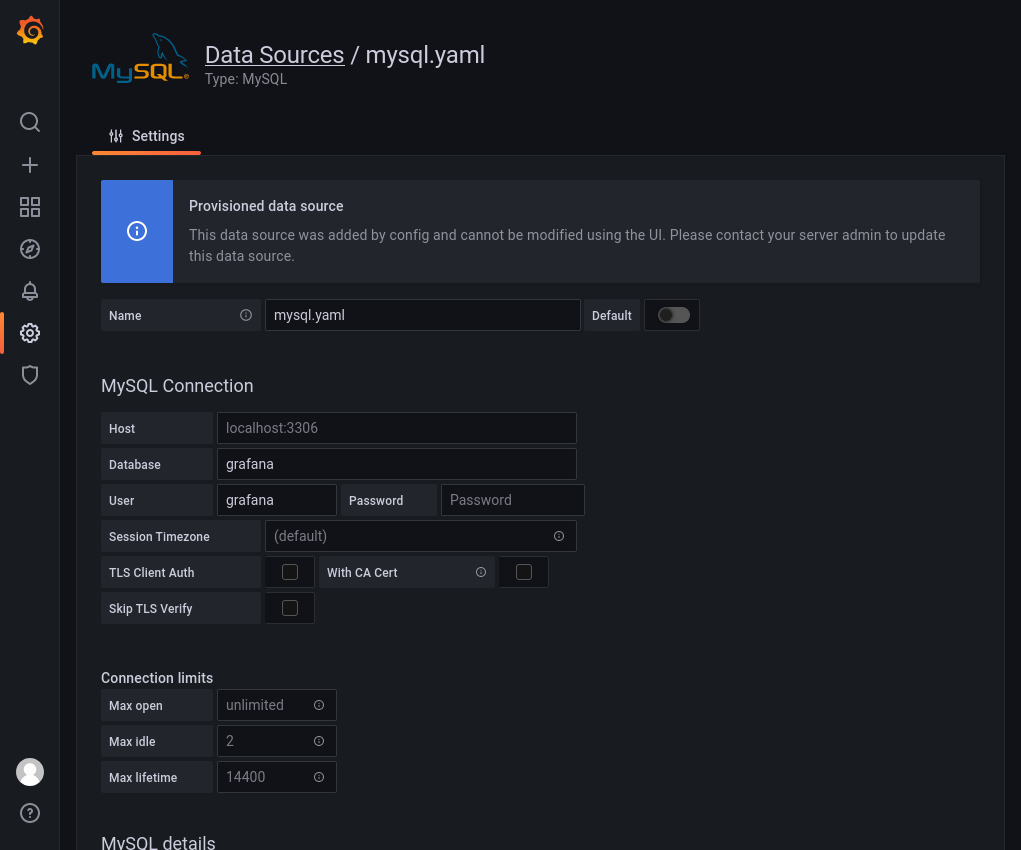 MySQL®
Data Sources / mysql.yaml
Type: MySQL
Settings
Provisioned data source
This data source was added by config and cannot be modified using the UI. Please contact your server admin to update
this data source.
Name mysql.yaml Default
MySQL Connection
Host localhost:3306
Database grafana
User grafana Password Password
Session Timezone (default)
TLS Client Auth With CA Cert
Skip TLS Verify
Connection limits
Max open unlimited
Max idle 2
Max lifetime 14400
MySQL details